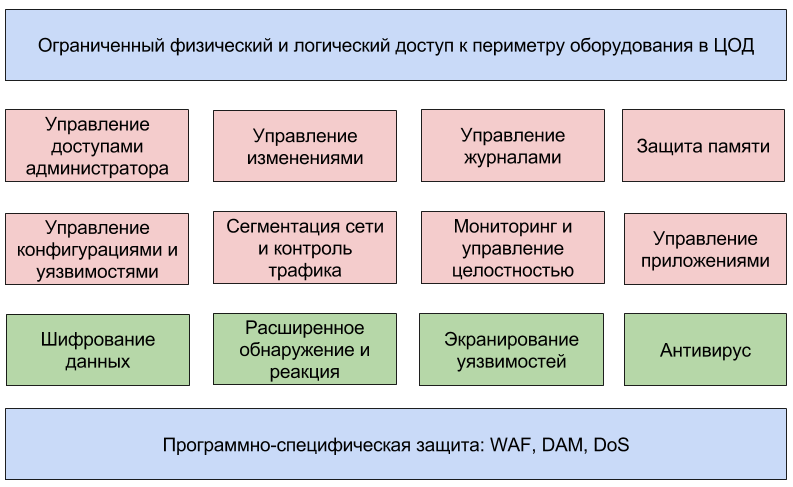 Ограниченный физический и логический доступ к периметру оборудования в ЦОД
Управление
доступами
администратора
Управление
изменениями
Управление
журналами
Защита памяти
Управление
конфигурациями и
уязвимостями
Сегментация сети
и контроль
трафика
Мониторинг и
управление
целостностью
Управление
приложениями
Шифрование
данных
Расширенное
обнаружение и
реакция
Экранирование
уязвимостей
Антивирус
Программно-специфическая защита: WAF, DAM, DoS